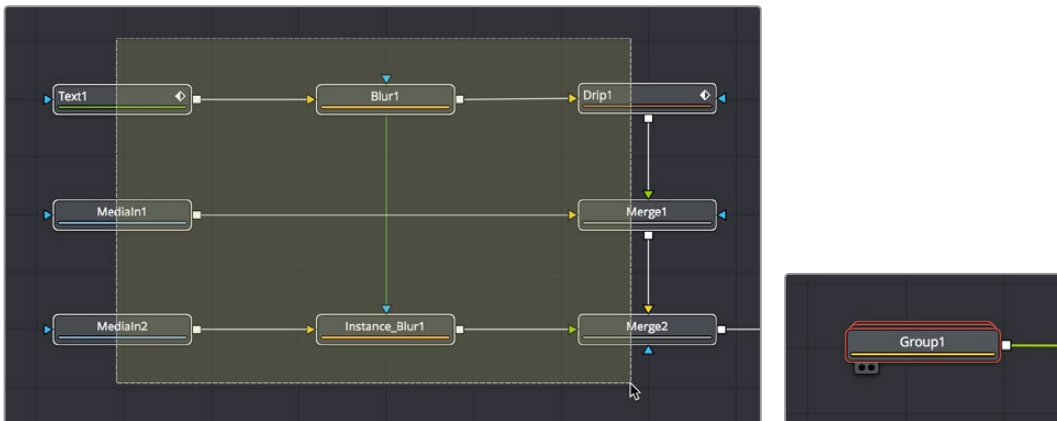 Text1
Blur1
Drip1
MediaIn1
Merge1
MediaIn2
Instance_Blur1
Merge2
Group1